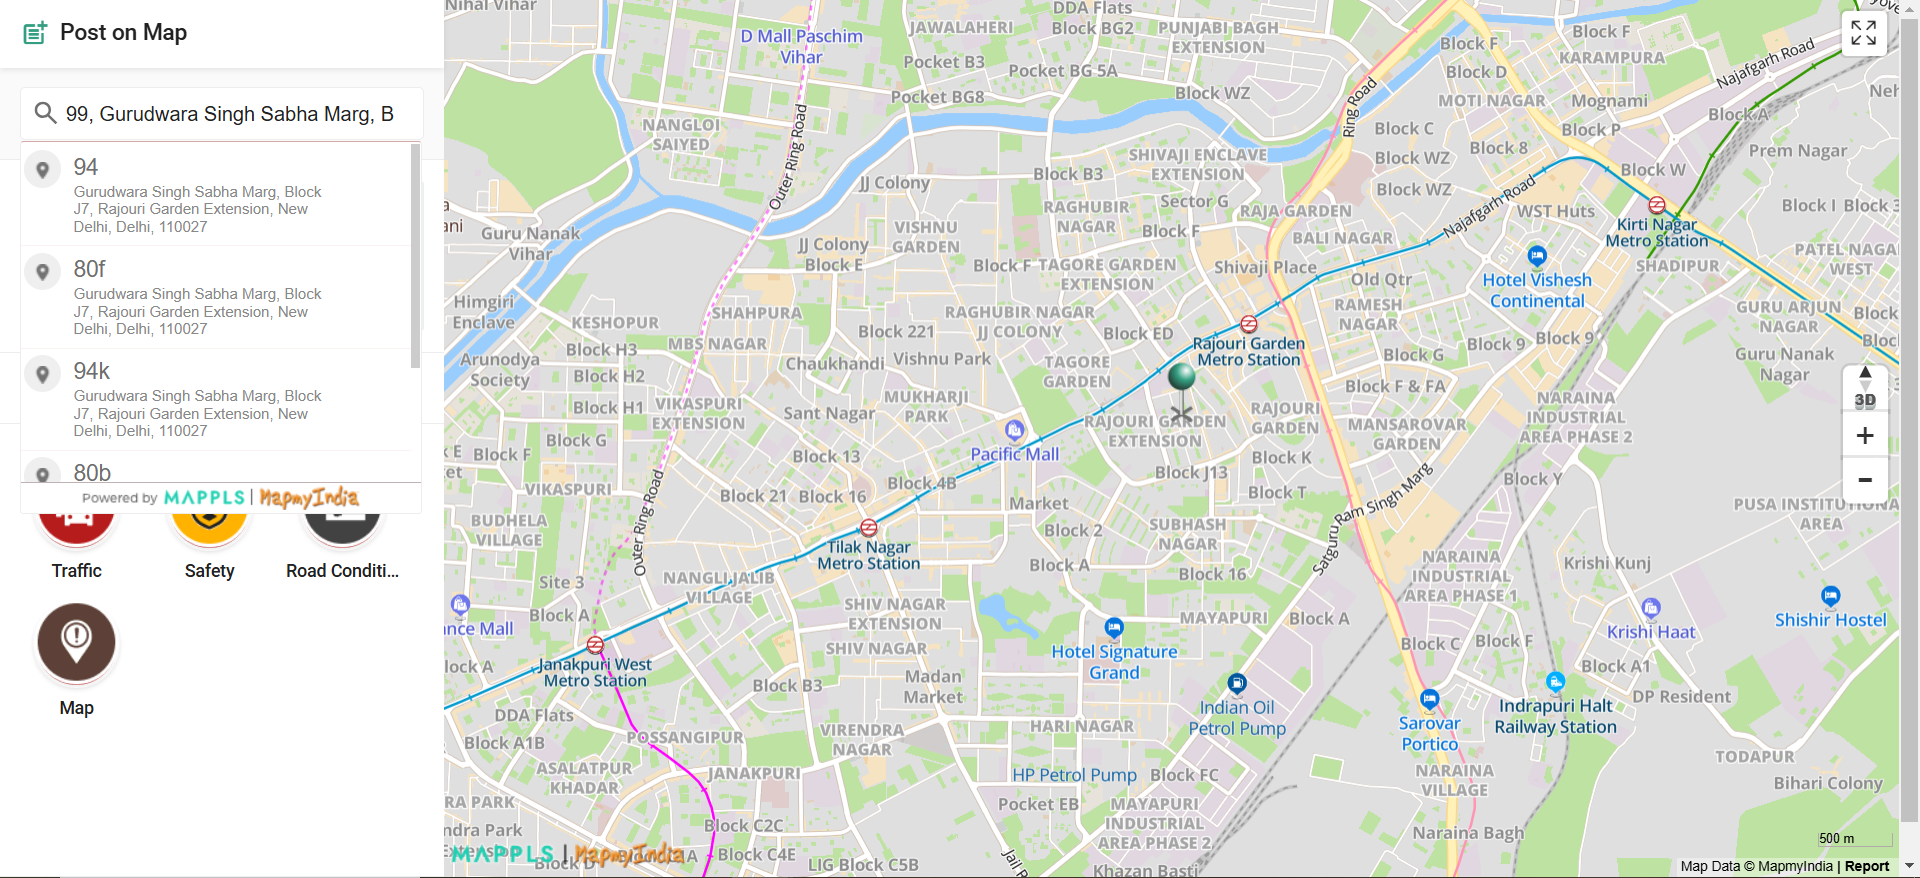 Post on Map
99, Gurudwara Singh Sabha Marg, B
94
Gurudwara Singh Sabha Marg, Block
J7, Rajouri Garden Extension, New
Delhi, Delhi, 110027
80f
Gurudwara Singh Sabha Marg, Block
J7, Rajouri Garden Extension, New
Delhi, Delhi, 110027
94k
Gurudwara Singh Sabha Marg, Block
J7, Rajouri Garden Extension, New
Delhi, Delhi, 110027
80b
Powered by MAPPLS | MapmyIndia
Traffic
Safety
Road Conditi...
Map
Nihal Vihar
D Mall Paschim
Vihar
JAWALAHERI
DDA Flats
Block BG2
PUNJABI BAGH
EXTENSION
Pocket B3
Pocket BG 5A
Pocket BG8
Block WZ
NANGLOI
SAIYED
Outer Ring Road
JJ Colony
Block B3
SHIVAJI ENCLAVE
EXTENSION
Ring Road
Block F
Block D
MOTI NAGAR
KARAMPURA
Mognami
Block P
Block C
Block 8
Block WZ
Block WZ
Najafgarh Road
Block A
Prem Nagar
Block W
Guru Nanak
Vihar
VISHNU
GARDEN
RAGHUBIR
NAGAR
Sector G
Block F
RAJA GARDEN
BALI NAGAR
Najafgarh Road
WST Huts
Kirti Nagar
Metro Station
Block I
Block 3
JJ Colony
Block E
Block F
TAGORE GARDEN
EXTENSION
Shivaji Place
Old Qtr
Hotel Vishesh
Continental
SHADIPUR
PATEL NAGAR
WEST
Himgiri
Enclave
KESHOPUR
SHAHPURA
Block 221
RAGHUBIR NAGAR
JJ COLONY
Block ED
RAMESH
NAGAR
GURU ARJUN
NAGAR
Arunodya
Society
Block H3
MBS NAGAR
Chaukhandi
Vishnu Park
Rajouri Garden
Metro Station
Block G
Block 9
Block 9
Guru Nanak
Nagar
Block H2
TAGORE
GARDEN
Block F & FA
Block H1
VIKASPURI
EXTENSION
Sant Nagar
MUKHARJI
PARK
RAJOURI GARDEN
EXTENSION
RAJOURI
GARDEN
MANSAROVAR
GARDEN
NARAINA
INDUSTRIAL
AREA PHASE 2
3D
Block G
Block F
Block 13
Pacific Mall
Block J13
Block K
VIKASPURI
Block 21
Block 16
Block 4B
Market
Block T
Ram Singh Marg
Satguru
Block Y
PUSA INSTITUTIONA
AREA
BUDHELA
VILLAGE
Outer Ring Road
Tilak Nagar
Metro Station
Block 2
SUBHASH
NAGAR
Site 3
NANGLI JALIB
VILLAGE
Block A
Block 16
NARAINA
INDUSTRIAL
AREA PHASE 1
Krishi Kunj
Block A
SHIV NAGAR
EXTENSION
MAYAPURI
Block A
Krishi Haat
Shishir Hostel
nce Mall
SHIV NAGAR
Hotel Signature
Grand
Block C
Block F
lock A
Janakpuri West
Metro Station
Block B3
Madan
Market
Block A1
DP Resident
Indian Oil
Petrol Pump
Sarovar
Portico
Indrapuri Halt
Railway Station
DDA Flats
Block A1B
POSSANGIPUR
VIRENDRA
NAGAR
HARI NAGAR
TODAPUR
ASALATPUR
KHADAR
JANAKPURI
HP Petrol Pump
Block FC
NARAINA
VILLAGE
Bihari Colony
RA PARK
Pocket EB
MAYAPURI
INDUSTRIAL
AREA PHASE 2
ndra Park
Block C2C
Naraina Bagh
500 m
MAPPLS | MapmyIndia
Block C4E
LIG Block C5B
Khazan Basti
Map Data © MapmyIndia | Report